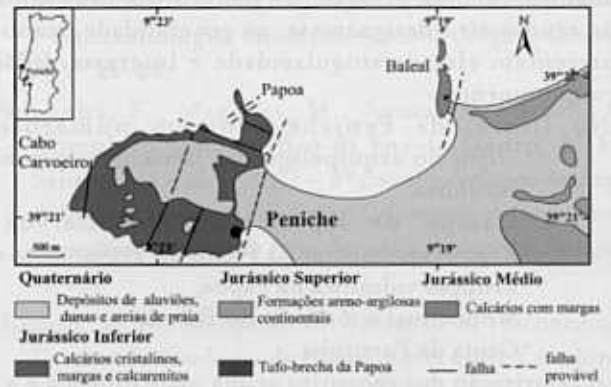 9°23'
9°19'
N
Baleal
39°23'
Papoa
Cabo
Carvoeiro
39°21'
Peniche
39°21'
500 m
9°23'
9°19'
Quaternário
Jurássico Superior
Jurássico Médio
Depósitos de aluviões,
dunas e areias de praia
Formações areno-argilosas
continentais
Calcários com margas
Jurássico Inferior
Calcários cristalinos,
margas e calcarenitos
Tufo-brecha da Papoa
falha
falha
provável